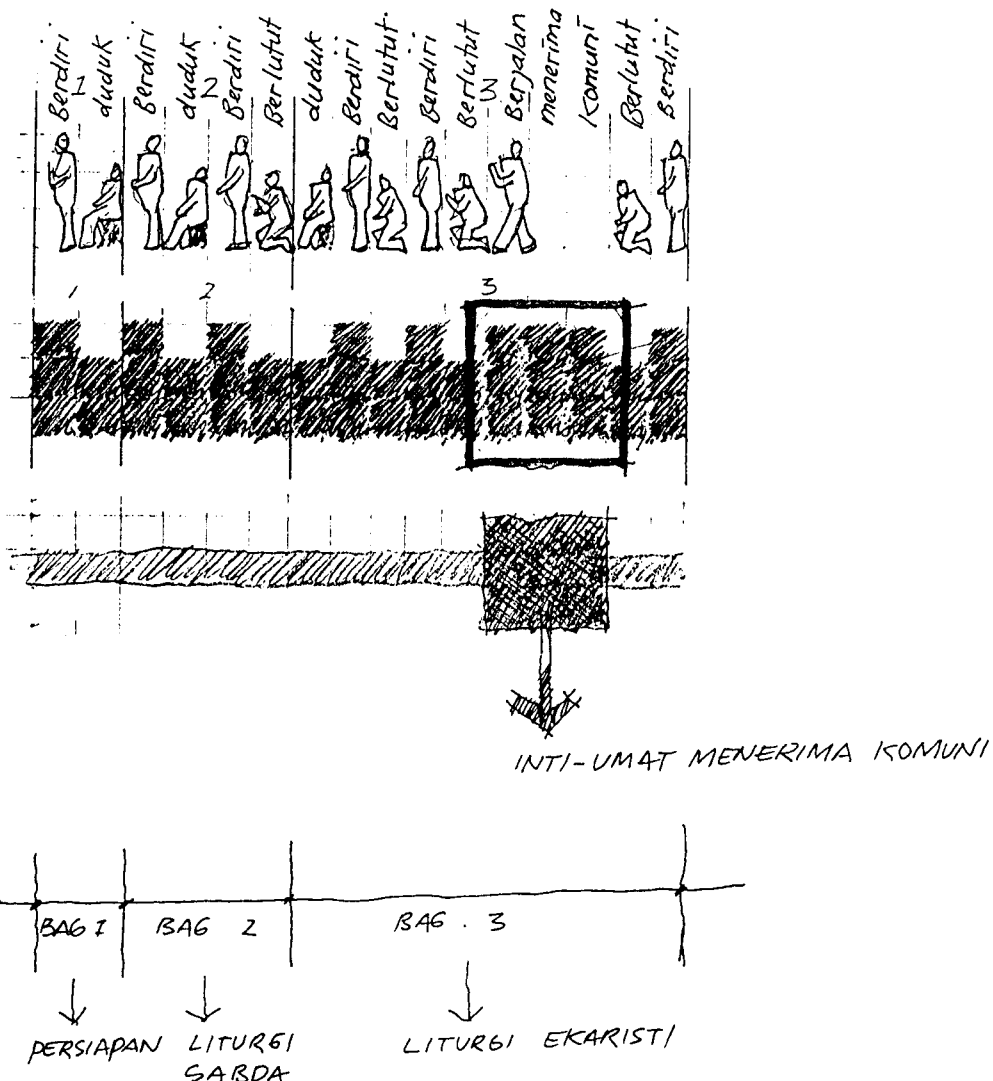 Berdiri
duduk
Berdiri
duduk
Berdiri
Berlutut
duduk
Berdiri
Berlutut
Berdiri
Berlutut
Berjalan
menerima
Komuni
Berlutut
Berdiri
1 2 3
1 2 3
INTI-UMAT MENERIMA KOMUNI
BAG I BAG 2 BAG . 3
PERSIAPAN LITURGI LITURGI EKARISTI
SABDA